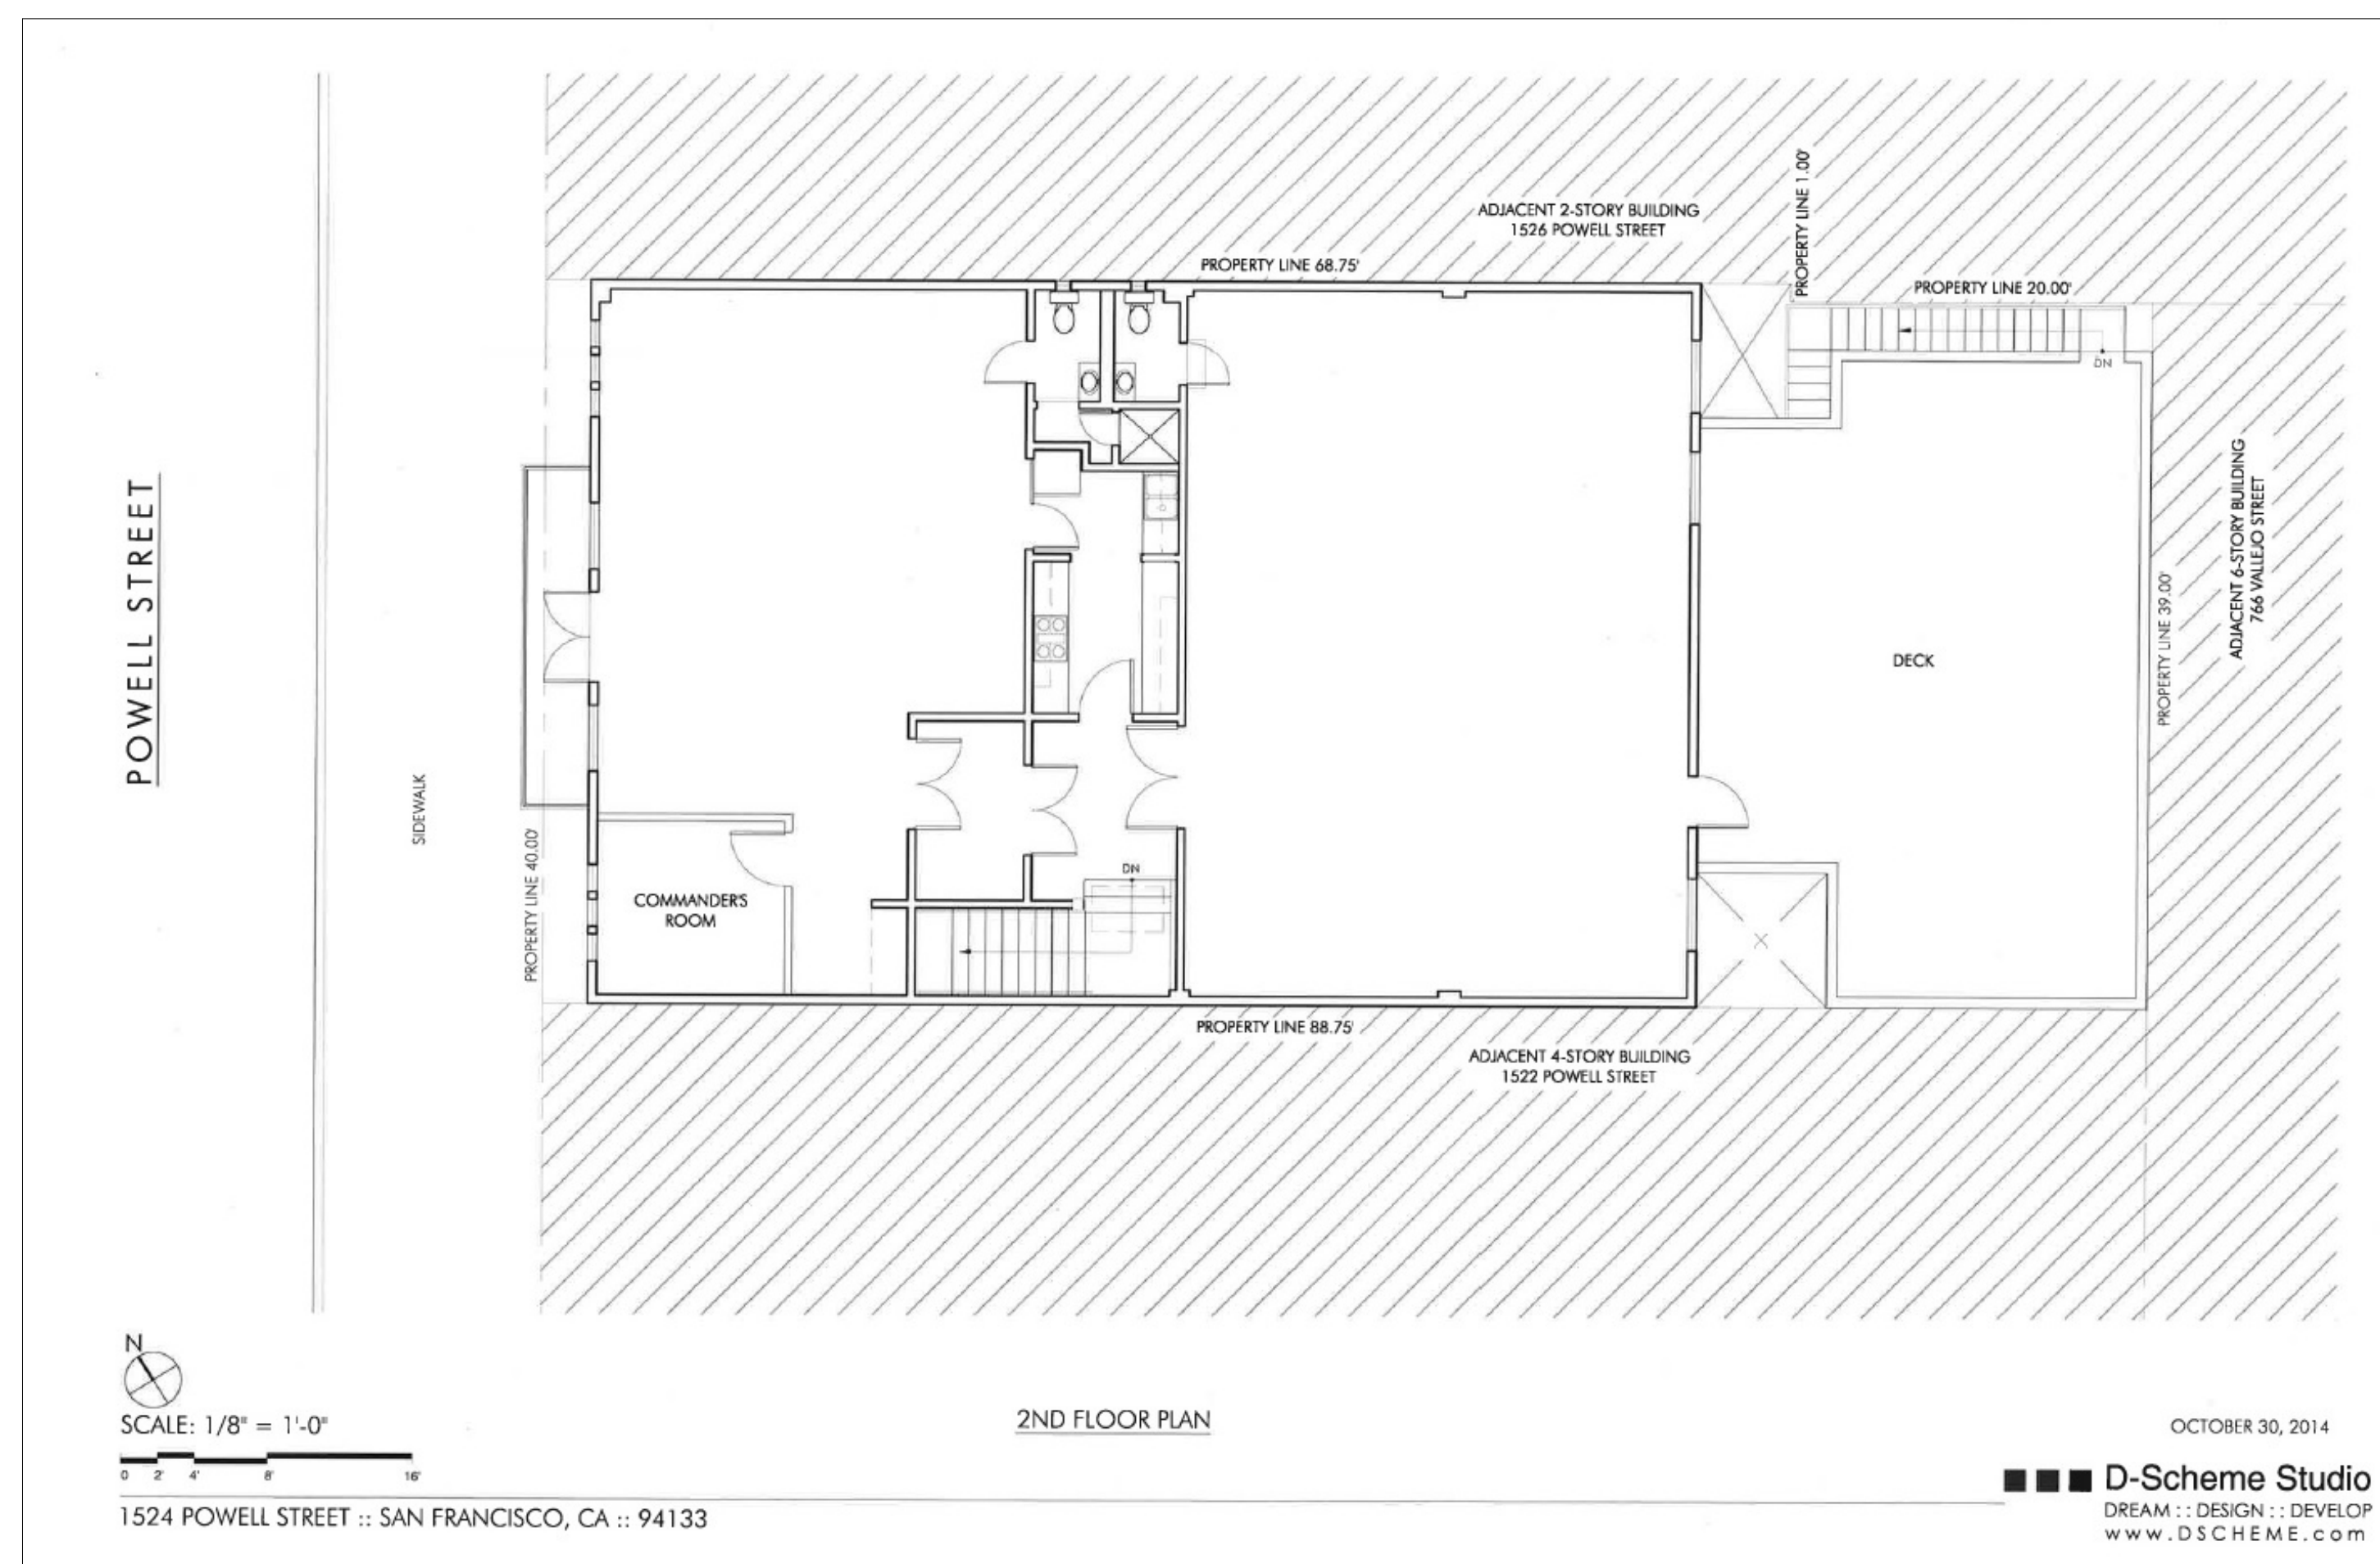 ADJACENT 2-STORY BUILDING
1526 POWELL STREET
PROPERTY LINE 1.00'
PROPERTY LINE 68.75'
PROPERTY LINE 20.00'
DN
POWELL STREET
SIDEWALK
PROPERTY LINE 40.00'
COMMANDER'S
ROOM
DN
DECK
PROPERTY LINE 39.00'
ADJACENT 6-STORY BUILDING
766 VALLEJO STREET
PROPERTY LINE 88.75'
ADJACENT 4-STORY BUILDING
1522 POWELL STREET
N
SCALE: 1/8" = 1'-0"
0 2' 4' 8' 16'
2ND FLOOR PLAN
OCTOBER 30, 2014
D-Scheme Studio
DREAM :: DESIGN :: DEVELOP
www.DSCHEME.com
1524 POWELL STREET :: SAN FRANCISCO, CA :: 94133